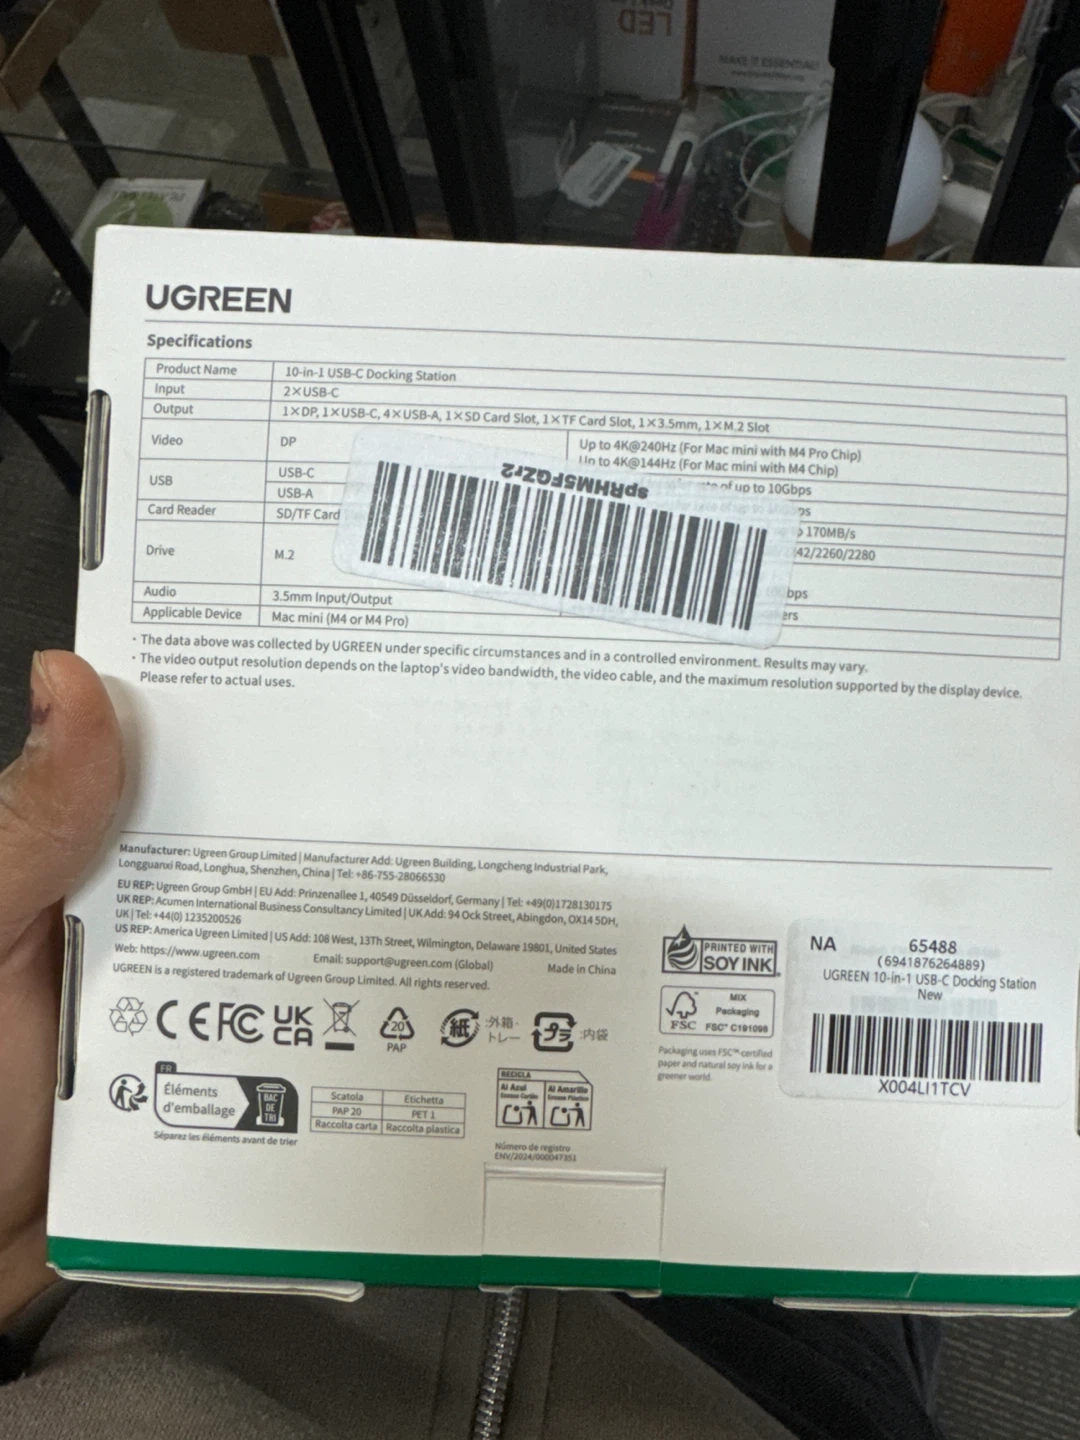 LED
MAKE IT ESSENTIAL!
UGREEN
Specifications
Product Name 10-in-1 USB-C Docking Station
Input 2×USB-C
Output 1×DP, 1×USB-C, 4×USB-A, 1×SD Card Slot, 1×TF Card Slot, 1×3.5mm, 1×M.2 Slot
Video DP Up to 4K@240Hz (For Mac mini with M4 Pro Chip)
Up to 4K@144Hz (For Mac mini with M4 Chip)
USB USB-C of up to 10Gbps
USB-A
Card Reader SD/TF Card 170MB/s
Drive M.2 42/2260/2280
bps
Audio 3.5mm Input/Output
Applicable Device Mac mini (M4 or M4 Pro)
spRHM5FQZr2
· The data above was collected by UGREEN under specific circumstances and in a controlled environment. Results may vary.
· The video output resolution depends on the laptop's video bandwidth, the video cable, and the maximum resolution supported by the display device.
Please refer to actual uses.
Manufacturer: Ugreen Group Limited | Manufacturer Add: Ugreen Building, Longcheng Industrial Park,
Longguanxi Road, Longhua, Shenzhen, China | Tel: +86-755-28066530
EU REP: Ugreen Group GmbH | EU Add: Prinzenallee 1, 40549 Düsseldorf, Germany | Tel: +49(0)1728130175
UK REP: Acumen International Business Consultancy Limited | UK Add: 94 Ock Street, Abingdon, OX14 5DH,
UK | Tel: +44(0) 1235200526
US REP: America Ugreen Limited | US Add: 108 West, 13Th Street, Wilmington, Delaware 19801, United States
Web: https://www.ugreen.com Email: support@ugreen.com (Global) Made in China
UGREEN is a registered trademark of Ugreen Group Limited. All rights reserved.
CE FC UK
CA
20
PAP
紙
:外箱・
トレー
プラ
:内袋
FR
Éléments
d'emballage
BAC
DE
TRI
Séparez les éléments avant de trier
Scatola Etichetta
PAP 20 PET 1
Raccolta carta Raccolta plastica
RECICLA
Al Azul Al Amarillo
Envase Cartón Envase Plástico
Número de registro
ENV/2024/000047351
PRINTED WITH
SOY INK
MIX
Packaging
FSC FSC™ C191098
Packaging uses FSC™-certified
paper and natural soy ink for a
greener world.
NA 65488
(6941876264889)
UGREEN 10-in-1 USB-C Docking Station
New
X004LI1TCV